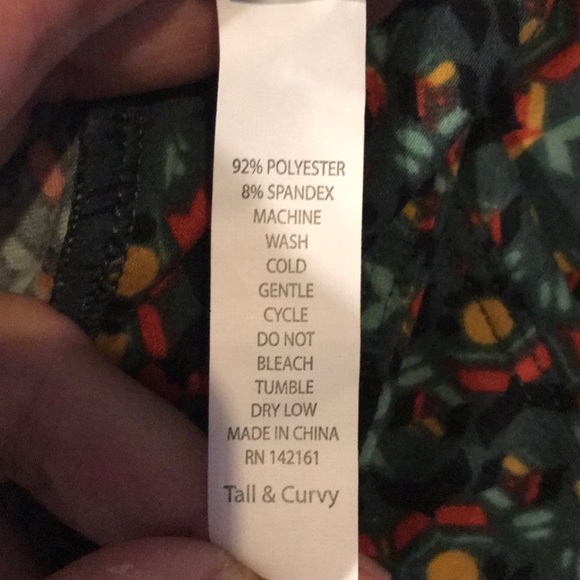 92% POLYESTER
8% SPANDEX
MACHINE
WASH
COLD
GENTLE
CYCLE
DO NOT
BLEACH
TUMBLE
DRY LOW
MADE IN CHINA
RN 142161
Tall & Curvy